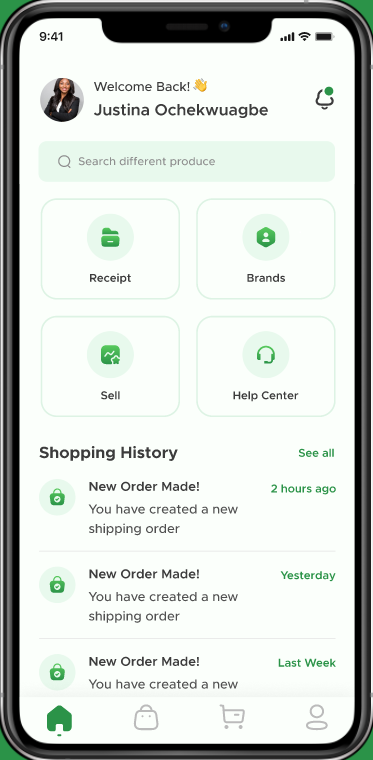 9:41
Welcome Back! 👋
Justina Ochekwuagbe
Search different produce
Receipt
Brands
Sell
Help Center
Shopping History
See all
New Order Made!
2 hours ago
You have created a new
shipping order
New Order Made!
Yesterday
You have created a new
shipping order
New Order Made!
Last Week
You have created a new